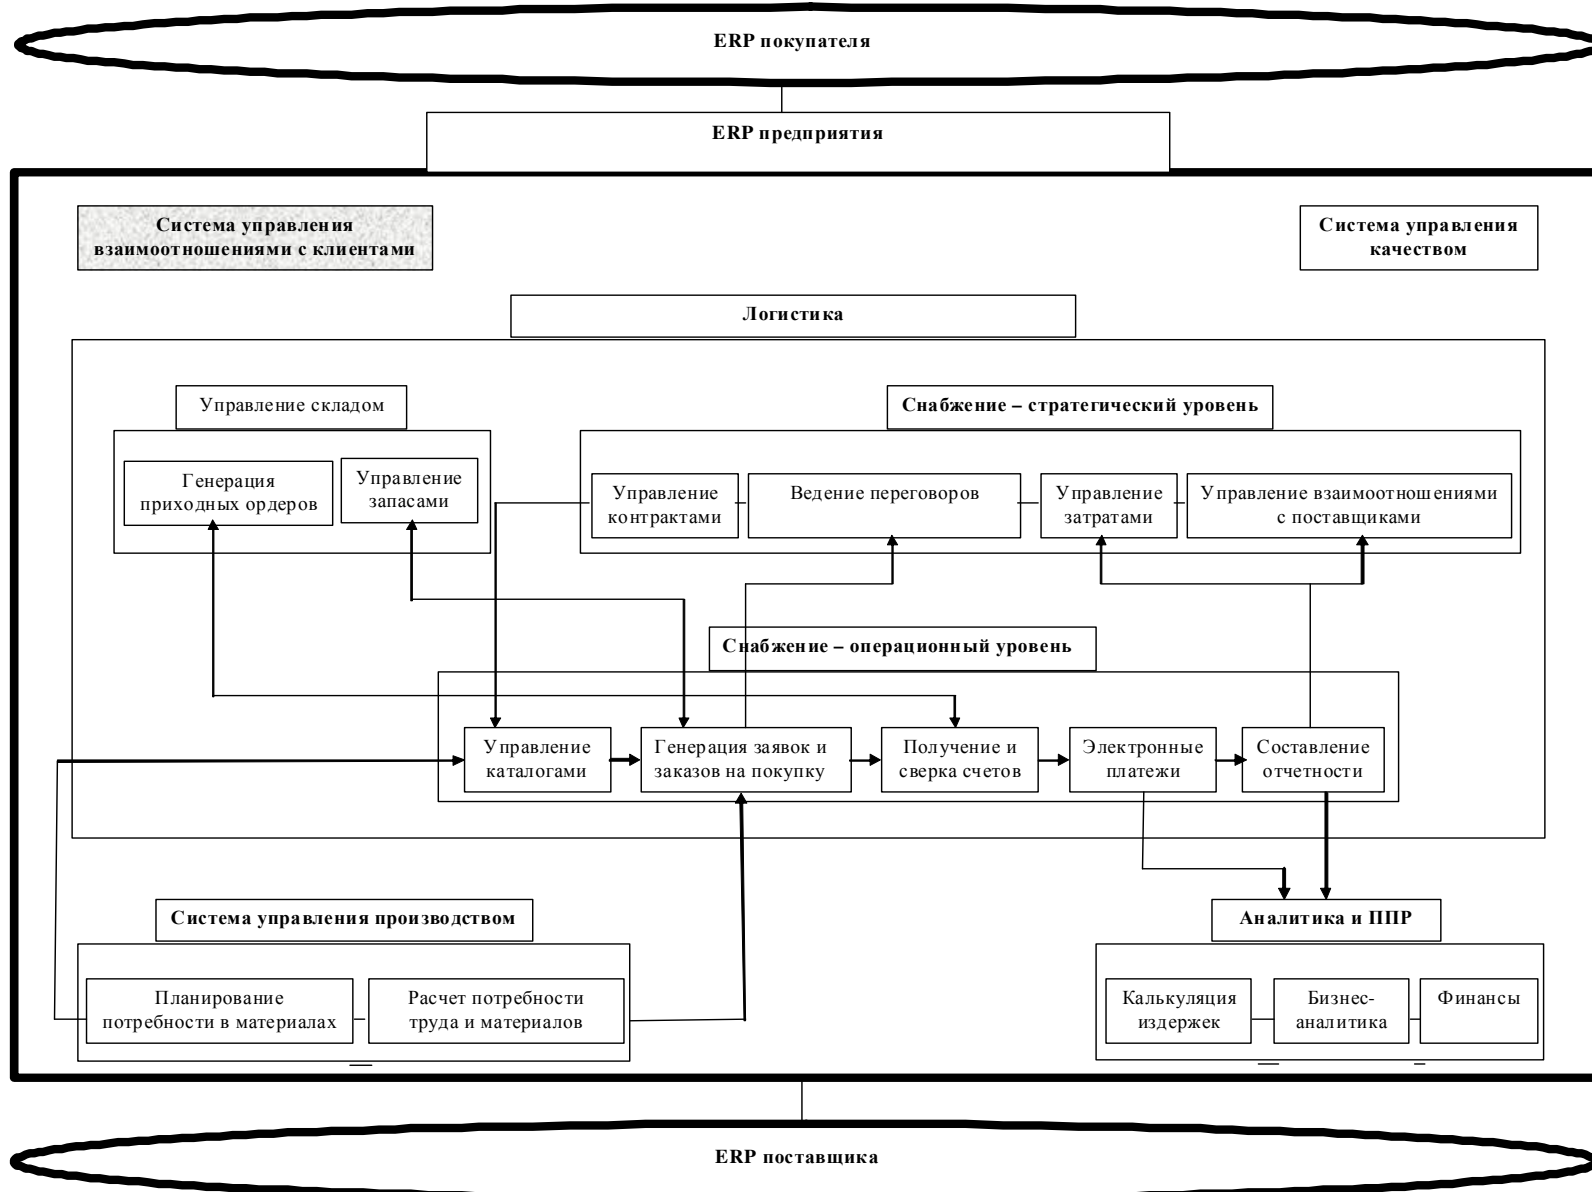 ERP покупателя
ERP предприятия
Система управления
взаимоотношениями с клиентами
Система управления
качеством
Логистика
Управление складом
Снабжение – стратегический уровень
Генерация
приходных ордеров
Управление
запасами
Управление
контрактами
Ведение переговоров
Управление
затратами
Управление взаимоотношениями
с поставщиками
Снабжение – операционный уровень
Управление
каталогами
Генерация заявок и
заказов на покупку
Получение и
сверка счетов
Электронные
платежи
Составление
отчетности
Система управления производством
Аналитика и ППР
Планирование
потребности в материалах
Расчет потребности
труда и материалов
Калькуляция
издержек
Бизнес-
аналитика
Финансы
ERP поставщика